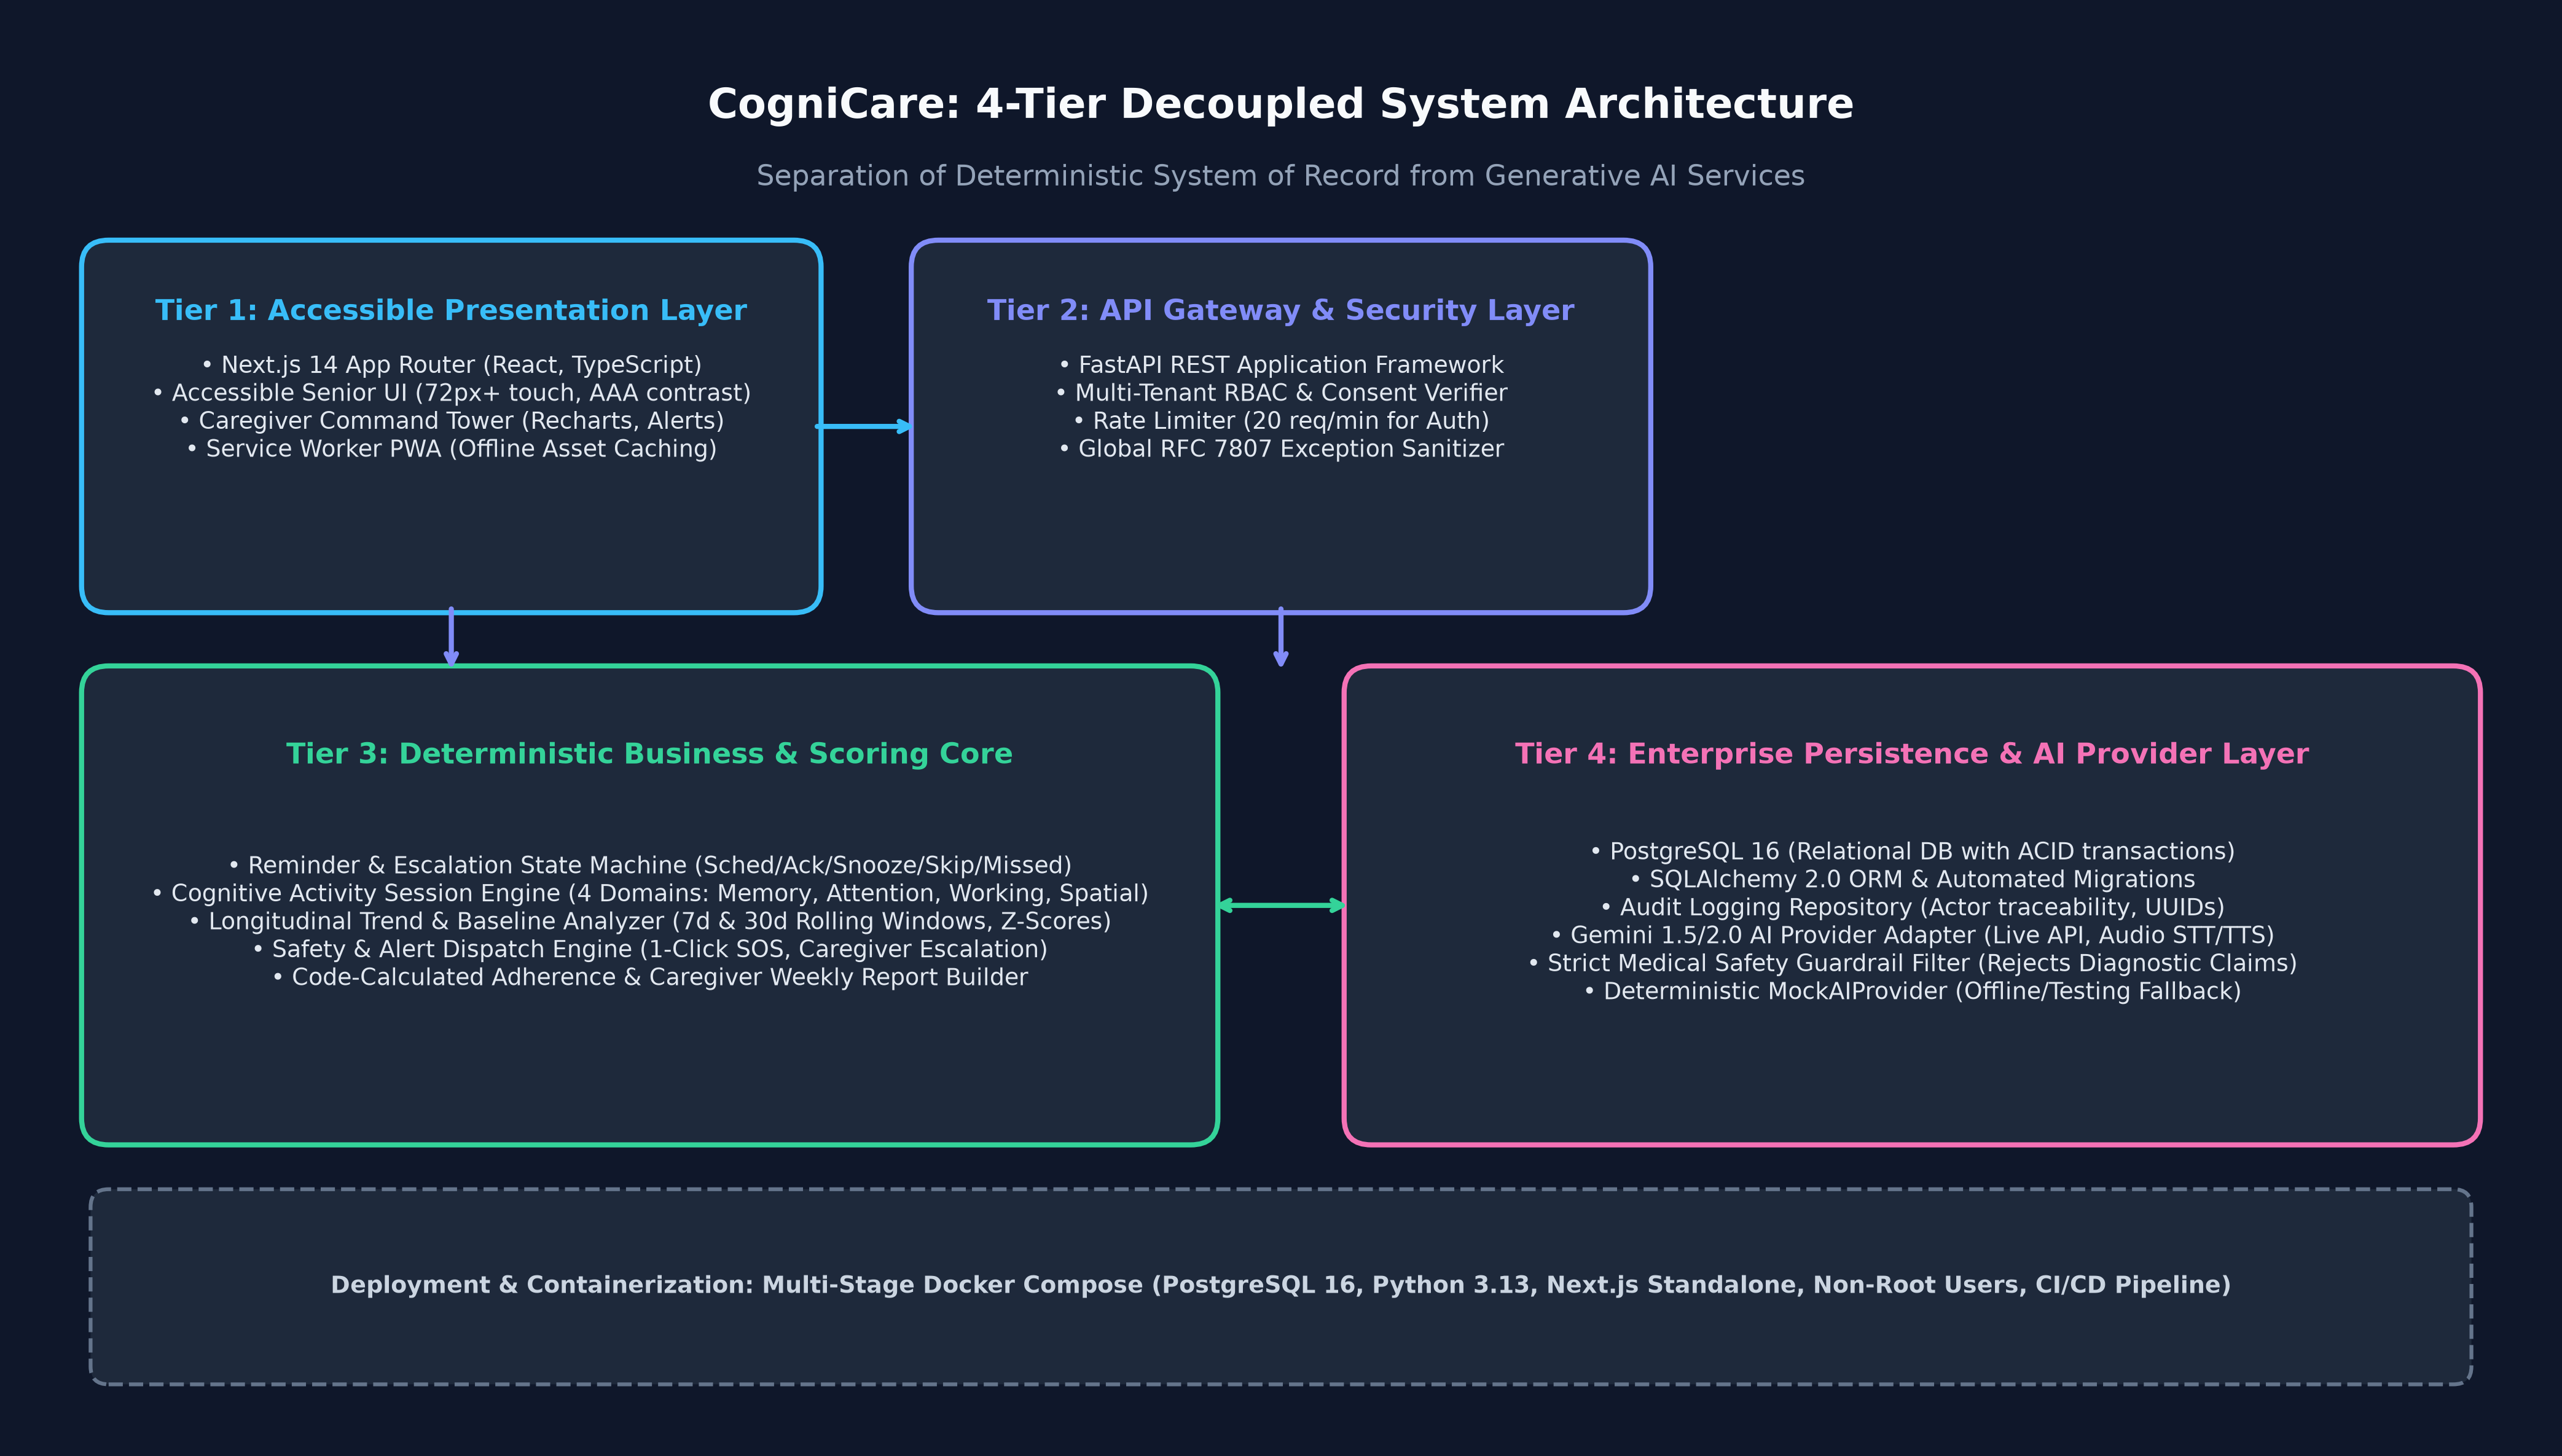 CogniCare: 4-Tier Decoupled System Architecture
Separation of Deterministic System of Record from Generative AI Services
Tier 1: Accessible Presentation Layer
• Next.js 14 App Router (React, TypeScript)
• Accessible Senior UI (72px+ touch, AAA contrast)
• Caregiver Command Tower (Recharts, Alerts)
• Service Worker PWA (Offline Asset Caching)
Tier 2: API Gateway & Security Layer
• FastAPI REST Application Framework
• Multi-Tenant RBAC & Consent Verifier
• Rate Limiter (20 req/min for Auth)
• Global RFC 7807 Exception Sanitizer
Tier 3: Deterministic Business & Scoring Core
• Reminder & Escalation State Machine (Sched/Ack/Snooze/Skip/Missed)
• Cognitive Activity Session Engine (4 Domains: Memory, Attention, Working, Spatial)
• Longitudinal Trend & Baseline Analyzer (7d & 30d Rolling Windows, Z-Scores)
• Safety & Alert Dispatch Engine (1-Click SOS, Caregiver Escalation)
• Code-Calculated Adherence & Caregiver Weekly Report Builder
Tier 4: Enterprise Persistence & AI Provider Layer
• PostgreSQL 16 (Relational DB with ACID transactions)
• SQLAlchemy 2.0 ORM & Automated Migrations
• Audit Logging Repository (Actor traceability, UUIDs)
• Gemini 1.5/2.0 AI Provider Adapter (Live API, Audio STT/TTS)
• Strict Medical Safety Guardrail Filter (Rejects Diagnostic Claims)
• Deterministic MockAIProvider (Offline/Testing Fallback)
Deployment & Containerization: Multi-Stage Docker Compose (PostgreSQL 16, Python 3.13, Next.js Standalone, Non-Root Users, CI/CD Pipeline)